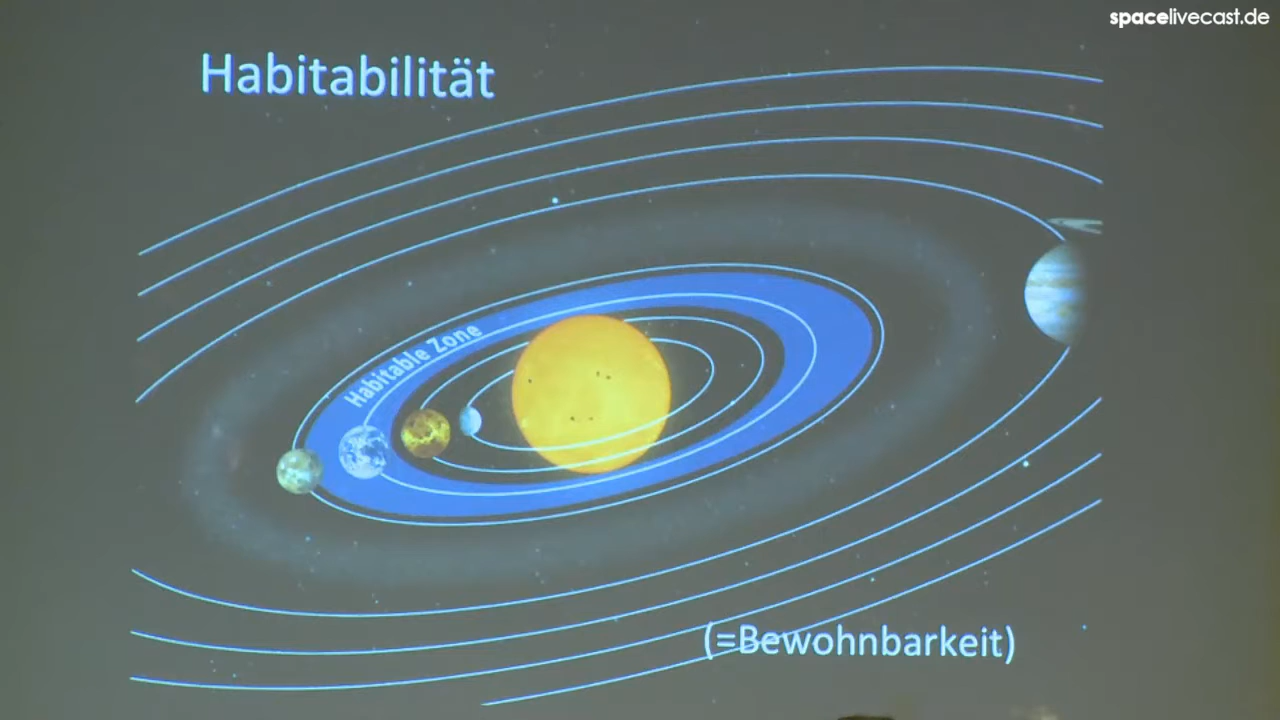 spacelivecast.de
Habitabilität
Habitable Zone
(=Bewohnbarkeit)